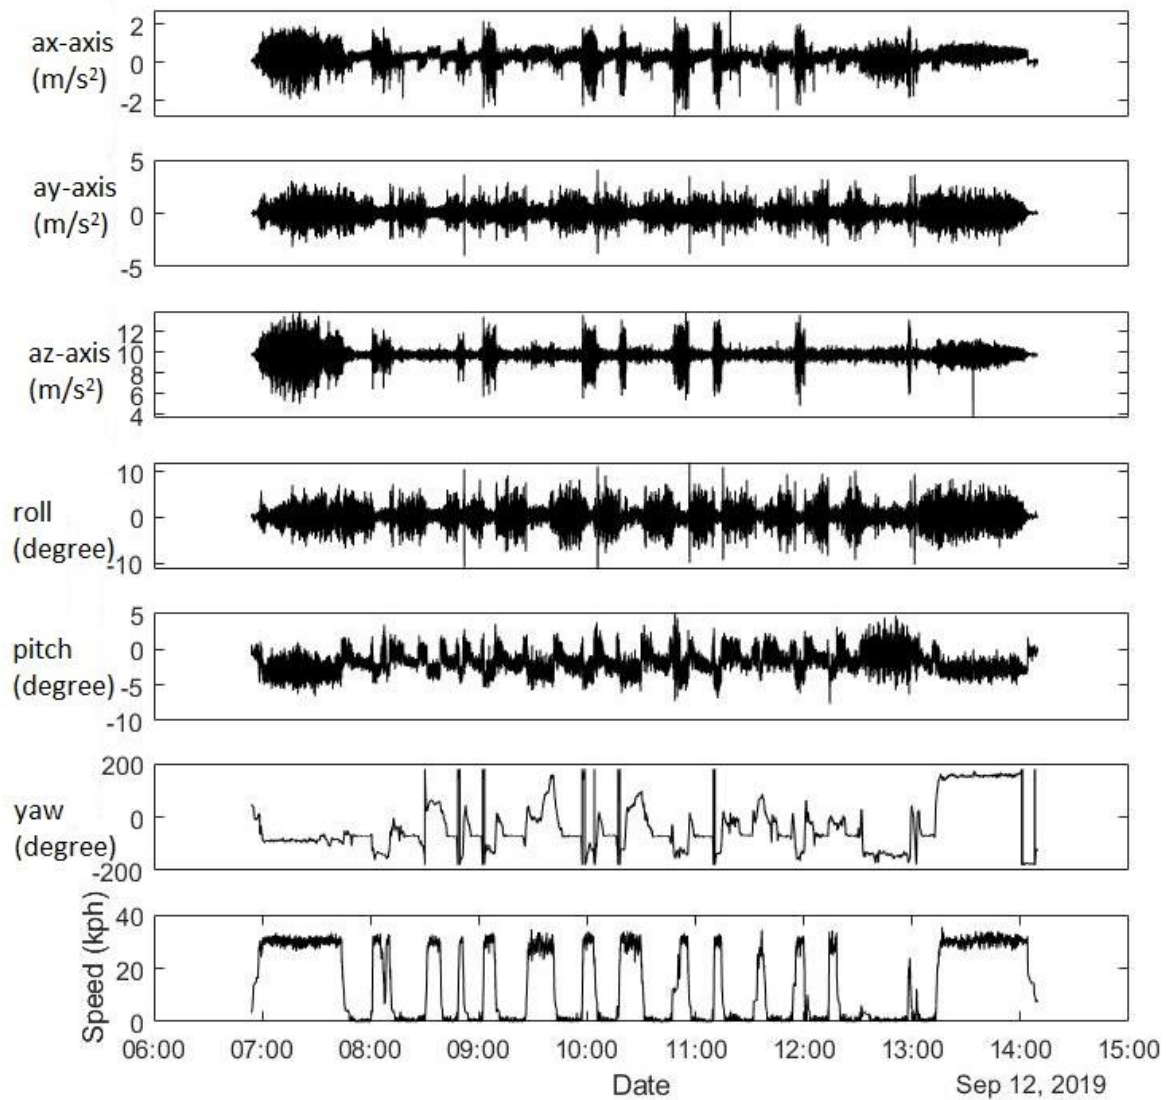 2
ax-axis
0
(m/s²)
-2
5
ay-axis
0
(m/s²)
-5
12
az-axis
10
8
(m/s²)
6
4
10
roll
0
(degree)
-10
5
pitch
0
(degree)
-5
-10
200
yaw
0
(degree)
-200
Speed (kph)
40
20
0
06:00 07:00 08:00 09:00 10:00 11:00 12:00 13:00 14:00 15:00
Date
Sep 12, 2019